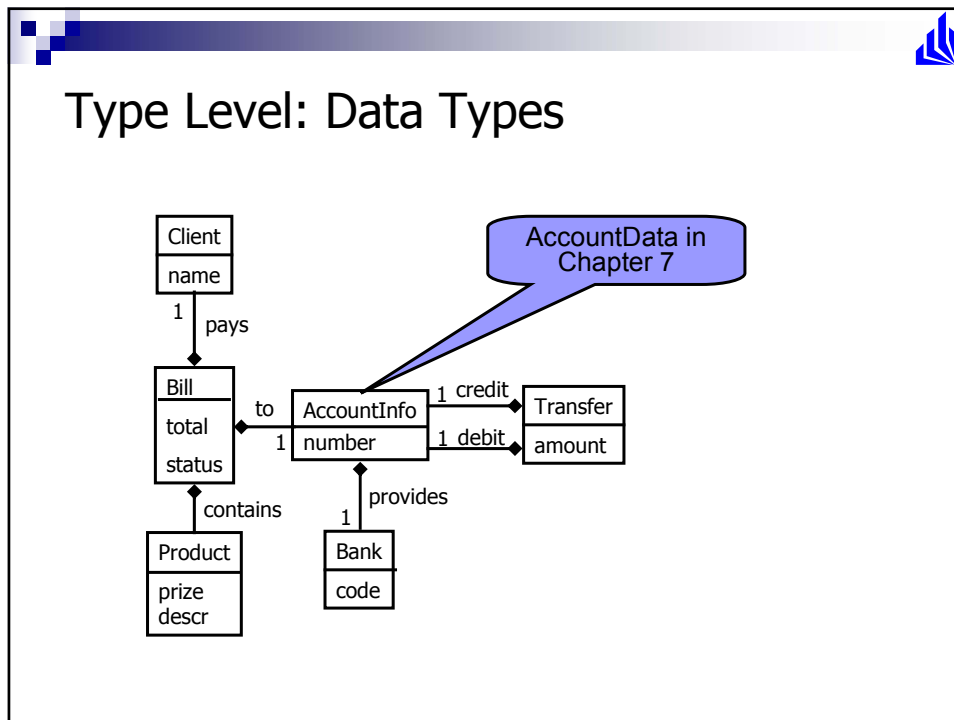 Type Level: Data Types
AccountData in
Chapter 7
Client
name
1
pays
Bill
total
status
to
1
AccountInfo
number
1 credit
1 debit
Transfer
amount
contains
provides
1
Product
prize
descr
Bank
code